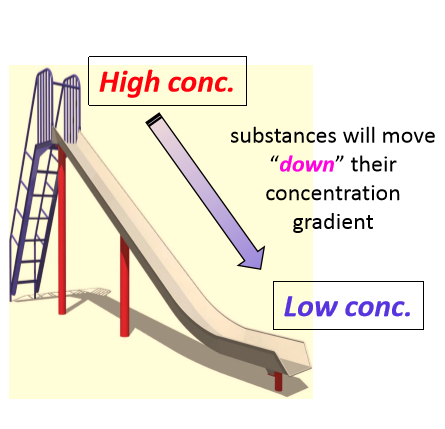 High conc.
substances will move
“down” their
concentration
gradient
Low conc.